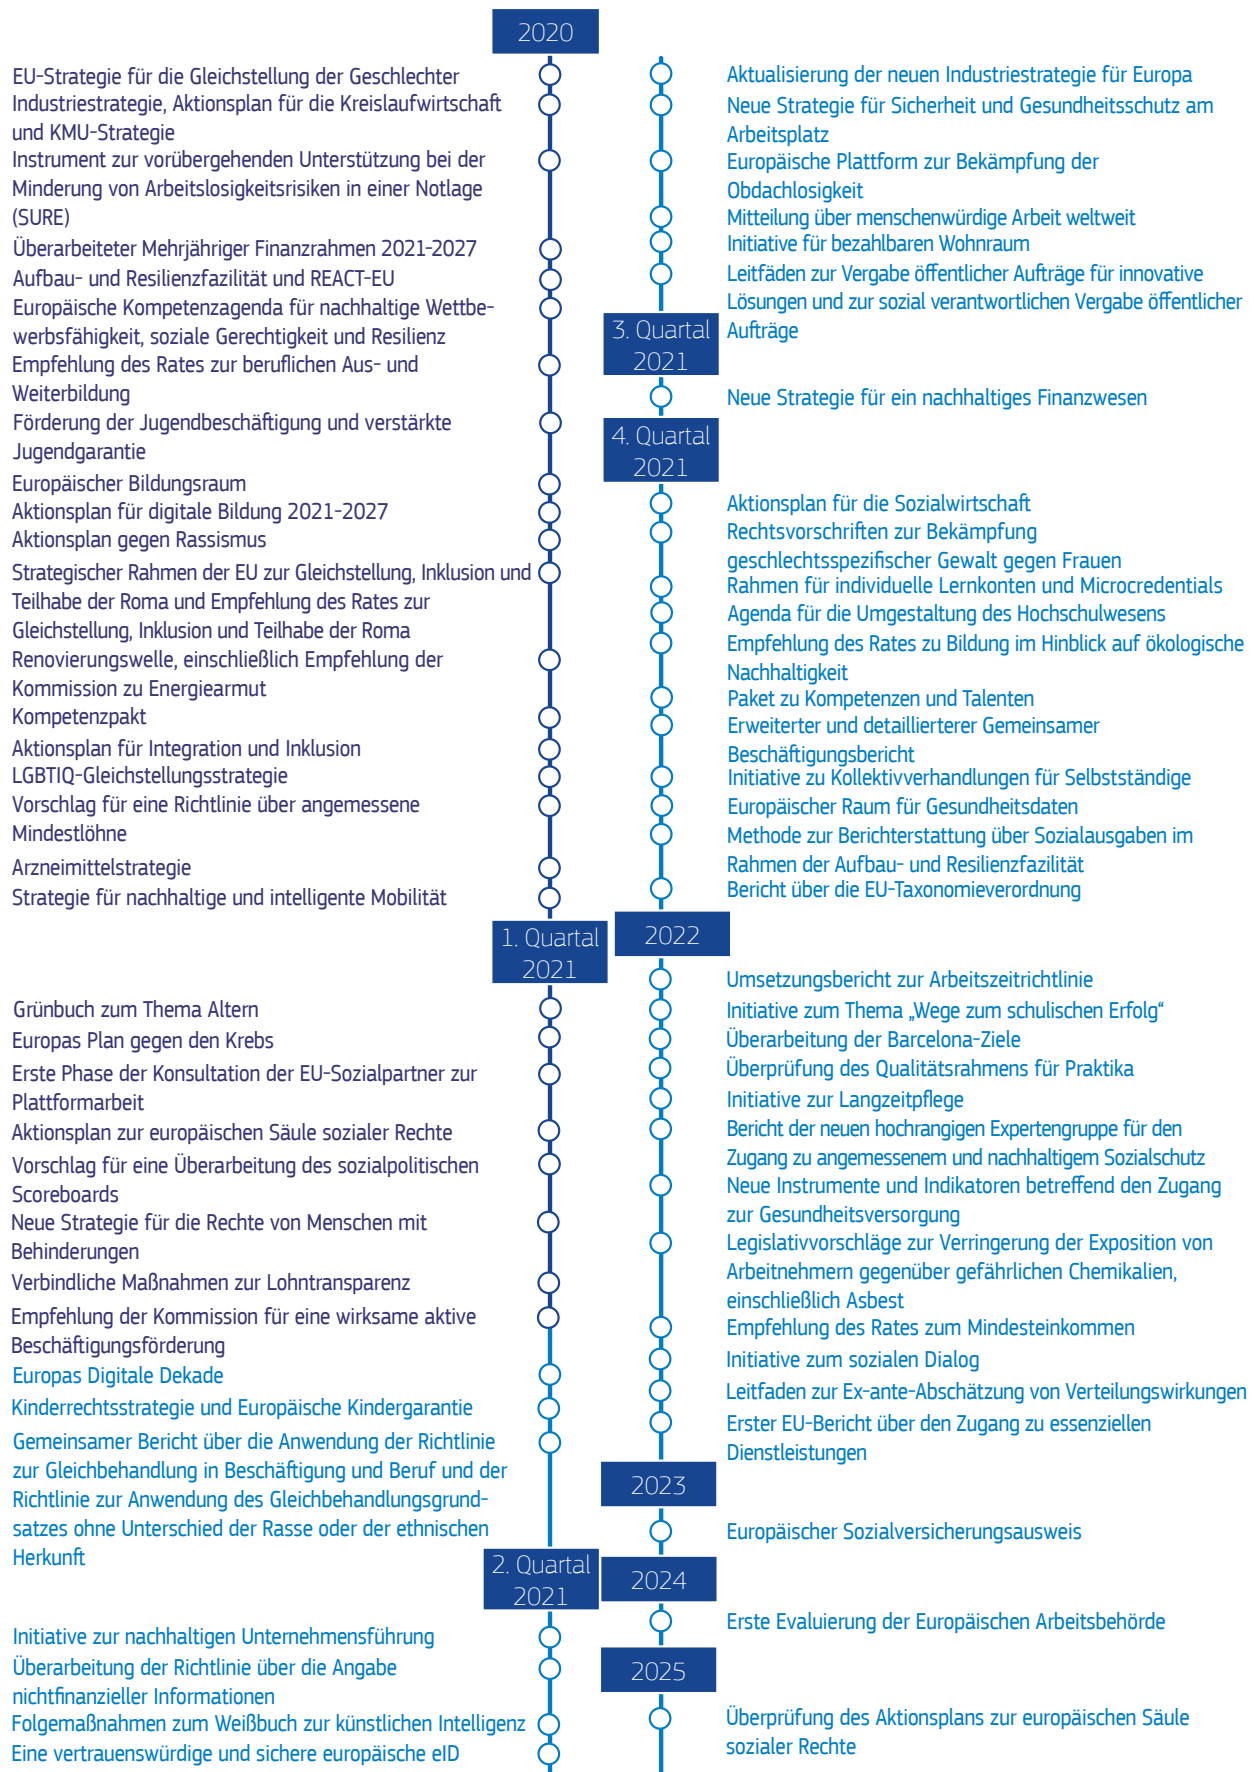 2020
EU-Strategie für die Gleichstellung der Geschlechter
Industriestrategie, Aktionsplan für die Kreislaufwirtschaft
und KMU-Strategie
Instrument zur vorübergehenden Unterstützung bei der
Minderung von Arbeitslosigkeitsrisiken in einer Notlage
(SURE)
Überarbeiteter Mehrjähriger Finanzrahmen 2021-2027
Aufbau- und Resilienzfazilität und REACT-EU
Europäische Kompetenzagenda für nachhaltige Wettbe-
werbsfähigkeit, soziale Gerechtigkeit und Resilienz
Empfehlung des Rates zur beruflichen Aus- und
Weiterbildung
Förderung der Jugendbeschäftigung und verstärkte
Jugendgarantie
Europäischer Bildungsraum
Aktionsplan für digitale Bildung 2021-2027
Aktionsplan gegen Rassismus
Strategischer Rahmen der EU zur Gleichstellung, Inklusion und
Teilhabe der Roma und Empfehlung des Rates zur
Gleichstellung, Inklusion und Teilhabe der Roma
Renovierungswelle, einschließlich Empfehlung der
Kommission zu Energiearmut
Kompetenzpakt
Aktionsplan für Integration und Inklusion
LGBTIQ-Gleichstellungsstrategie
Vorschlag für eine Richtlinie über angemessene
Mindestlöhne
Arzneimittelstrategie
Strategie für nachhaltige und intelligente Mobilität
1. Quartal
2021
Grünbuch zum Thema Altern
Europas Plan gegen den Krebs
Erste Phase der Konsultation der EU-Sozialpartner zur
Plattformarbeit
Aktionsplan zur europäischen Säule sozialer Rechte
Vorschlag für eine Überarbeitung des sozialpolitischen
Scoreboards
Neue Strategie für die Rechte von Menschen mit
Behinderungen
Verbindliche Maßnahmen zur Lohntransparenz
Empfehlung der Kommission für eine wirksame aktive
Beschäftigungsförderung
Europas Digitale Dekade
Kinderrechtsstrategie und Europäische Kindergarantie
Gemeinsamer Bericht über die Anwendung der Richtlinie
zur Gleichbehandlung in Beschäftigung und Beruf und der
Richtlinie zur Anwendung des Gleichbehandlungsgrund-
satzes ohne Unterschied der Rasse oder der ethnischen
Herkunft
2. Quartal
2021
Initiative zur nachhaltigen Unternehmensführung
Überarbeitung der Richtlinie über die Angabe
nichtfinanzieller Informationen
Folgemaßnahmen zum Weißbuch zur künstlichen Intelligenz
Eine vertrauenswürdige und sichere europäische eID
Aktualisierung der neuen Industriestrategie für Europa
Neue Strategie für Sicherheit und Gesundheitsschutz am
Arbeitsplatz
Europäische Plattform zur Bekämpfung der
Obdachlosigkeit
Mitteilung über menschenwürdige Arbeit weltweit
Initiative für bezahlbaren Wohnraum
Leitfäden zur Vergabe öffentlicher Aufträge für innovative
Lösungen und zur sozial verantwortlichen Vergabe öffentlicher
Aufträge
3. Quartal
2021
Neue Strategie für ein nachhaltiges Finanzwesen
4. Quartal
2021
Aktionsplan für die Sozialwirtschaft
Rechtsvorschriften zur Bekämpfung
geschlechtsspezifischer Gewalt gegen Frauen
Rahmen für individuelle Lernkonten und Microcredentials
Agenda für die Umgestaltung des Hochschulwesens
Empfehlung des Rates zu Bildung im Hinblick auf ökologische
Nachhaltigkeit
Paket zu Kompetenzen und Talenten
Erweiterter und detaillierterer Gemeinsamer
Beschäftigungsbericht
Initiative zu Kollektivverhandlungen für Selbstständige
Europäischer Raum für Gesundheitsdaten
Methode zur Berichterstattung über Sozialausgaben im
Rahmen der Aufbau- und Resilienzfazilität
Bericht über die EU-Taxonomieverordnung
2022
Umsetzungsbericht zur Arbeitszeitrichtlinie
Initiative zum Thema „Wege zum schulischen Erfolg“
Überarbeitung der Barcelona-Ziele
Überprüfung des Qualitätsrahmens für Praktika
Initiative zur Langzeitpflege
Bericht der neuen hochrangigen Expertengruppe für den
Zugang zu angemessenem und nachhaltigem Sozialschutz
Neue Instrumente und Indikatoren betreffend den Zugang
zur Gesundheitsversorgung
Legislativvorschläge zur Verringerung der Exposition von
Arbeitnehmern gegenüber gefährlichen Chemikalien,
einschließlich Asbest
Empfehlung des Rates zum Mindesteinkommen
Initiative zum sozialen Dialog
Leitfaden zur Ex-ante-Abschätzung von Verteilungswirkungen
Erster EU-Bericht über den Zugang zu essenziellen
Dienstleistungen
2023
Europäischer Sozialversicherungsausweis
2024
Erste Evaluierung der Europäischen Arbeitsbehörde
2025
Überprüfung des Aktionsplans zur europäischen Säule
sozialer Rechte